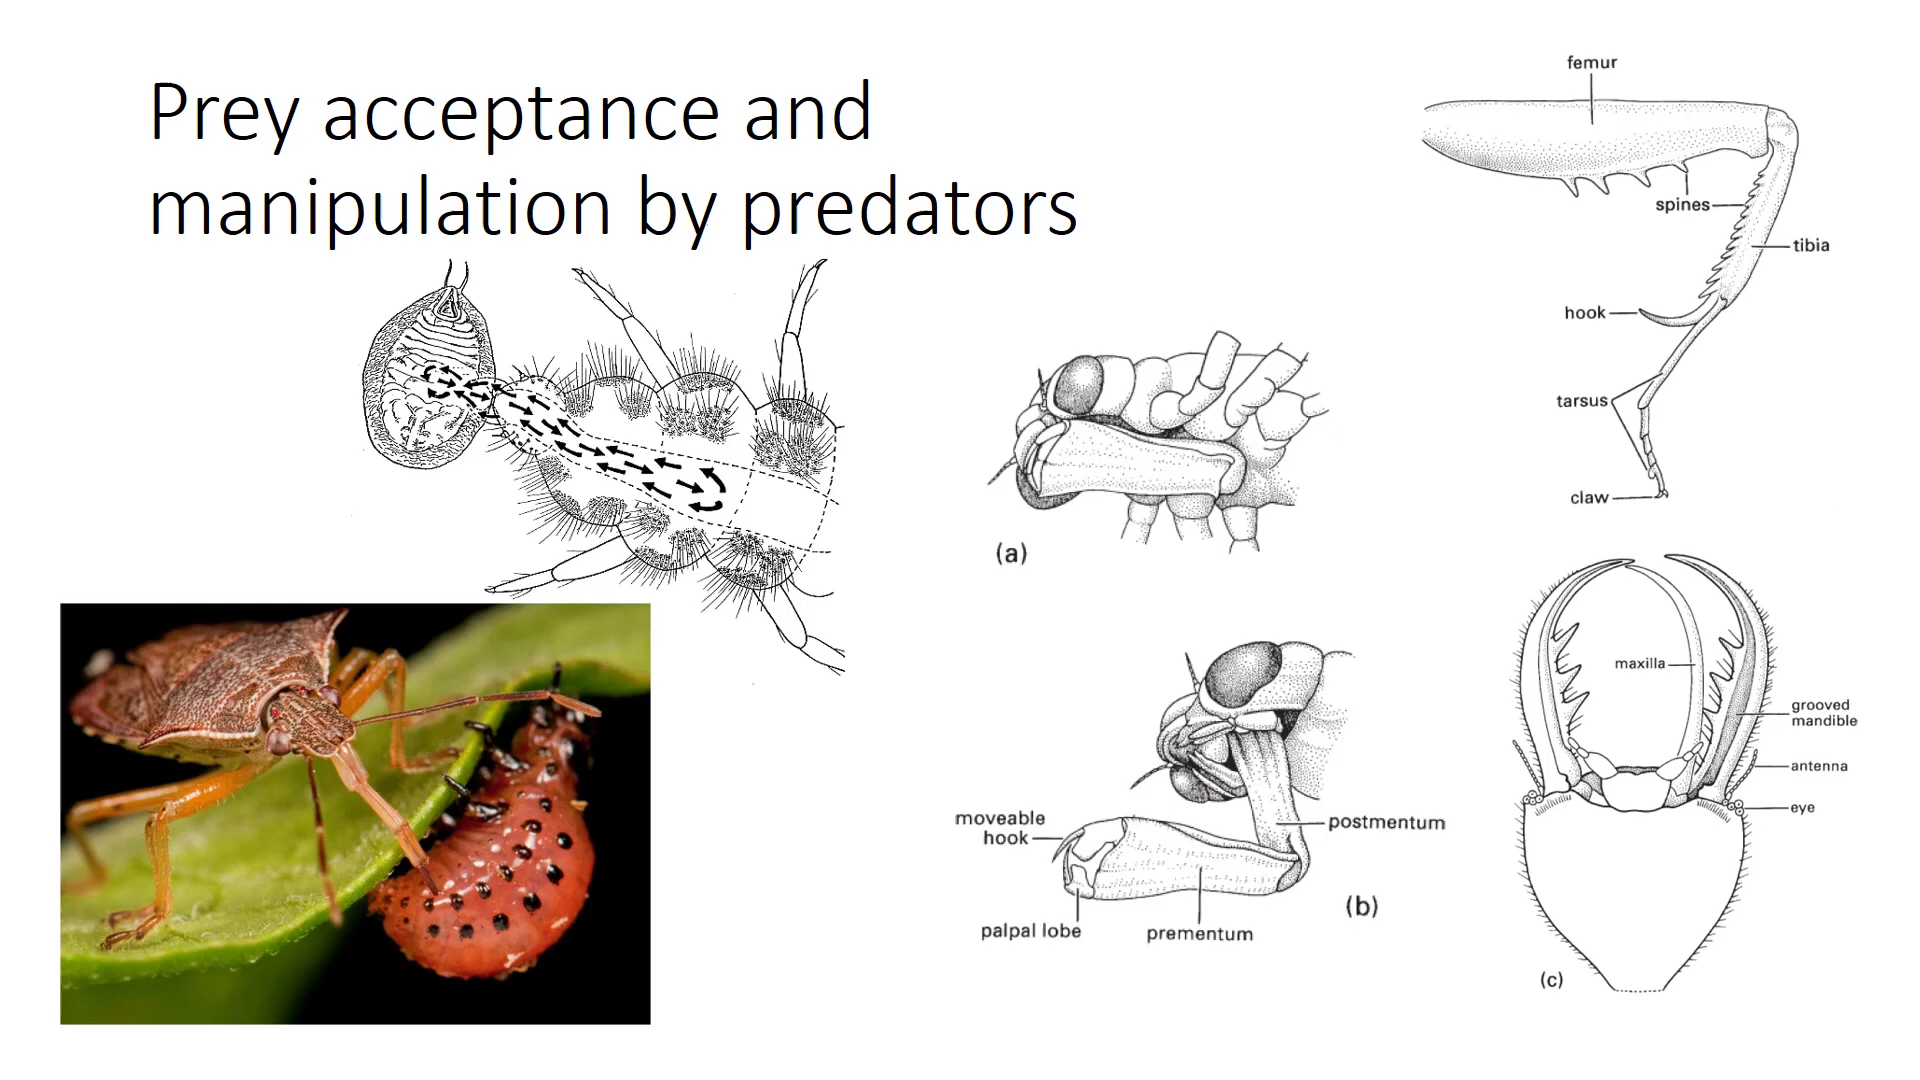 Prey acceptance and
manipulation by predators
femur
spines
tibia
hook
tarsus
claw
(a)
moveable
hook
postmentum
palpal lobe
prementum
(b)
maxilla
grooved
mandible
antenna
eye
(c)